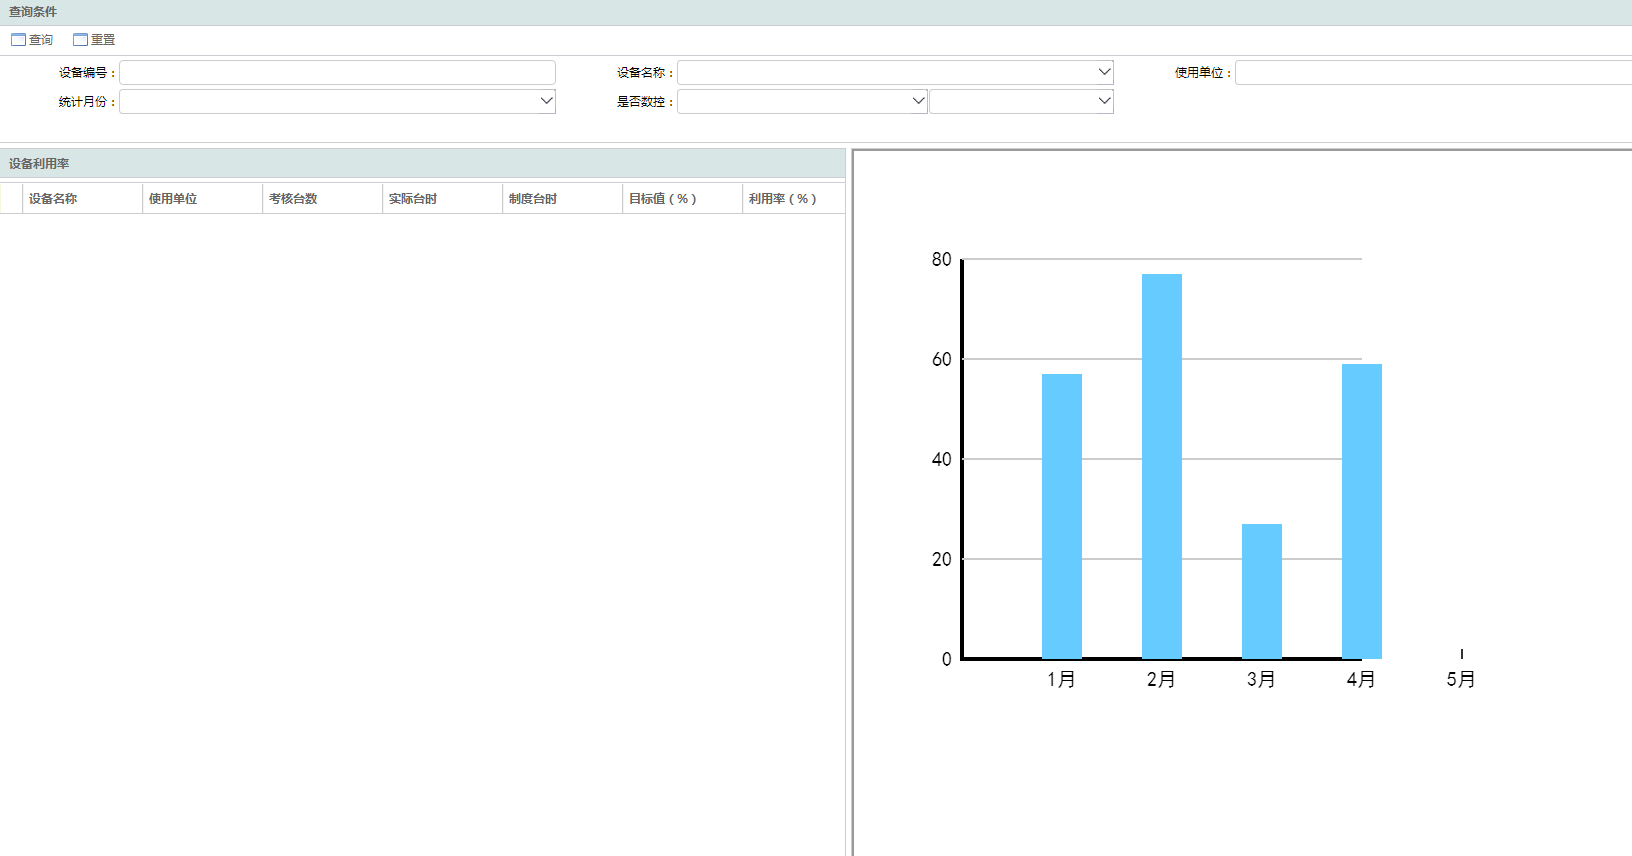 查询条件
查询 重置
设备编号： 设备名称： 使用单位：
统计月份： 是否数控：
设备利用率
设备名称 使用单位 考核台数 实际台时 制度台时 目标值（%） 利用率（%）
80
60
40
20
0
1月 2月 3月 4月 5月